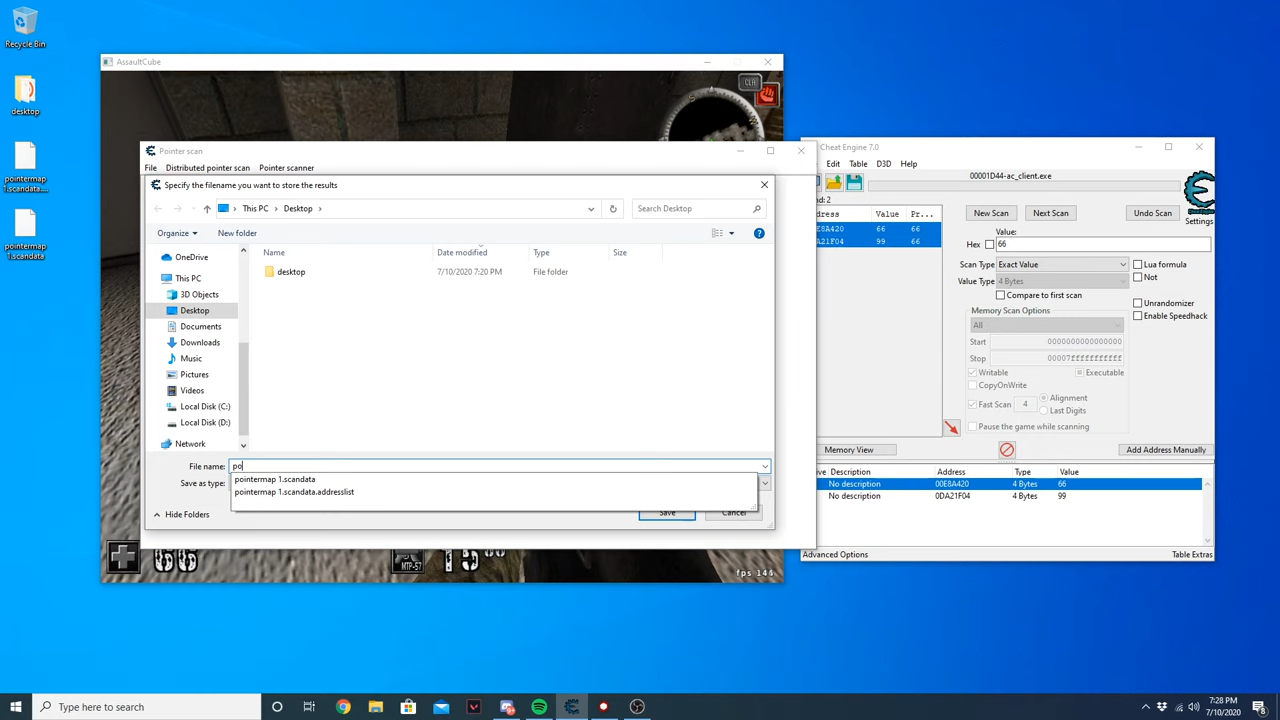 Recycle Bin
desktop
pointermap
1.scandata....
pointermap
1.scandata
AssaultCube
Pointer scan
File Distributed pointer scan Pointer scanner
Specify the filename you want to store the results
This PC Desktop
Search Desktop
Organize New folder
Name Date modified Type Size
desktop 7/10/2020 7:20 PM File folder
OneDrive
This PC
3D Objects
Desktop
Documents
Downloads
Music
Pictures
Videos
Local Disk (C:)
Local Disk (D:)
Network
File name: po
pointermap 1.scandata
Save as type:
pointermap 1.scandata.addresslist
Hide Folders
Save Cancel
66
MTP-57
fps 144
Cheat Engine 7.0
Edit Table D3D Help
00001D44-ac_client.exe
Value Pr...
66 66
99 66
New Scan Next Scan Undo Scan
Settings
Value:
Hex 66
Scan Type Exact Value
Value Type 4 Bytes
Lua formula
Not
Compare to first scan
Memory Scan Options
All
Unrandomizer
Enable Speedhack
Start 0000000000000000
Stop 00007fffffffffff
Writable Executable
CopyOnWrite
Fast Scan 4 Alignment
Last Digits
Pause the game while scanning
Memory View Add Address Manually
Description Address Type Value
No description 00E8A420 4 Bytes 66
No description 0DA21F04 4 Bytes 99
Advanced Options Table Extras
Type here to search
7:28 PM
7/10/2020